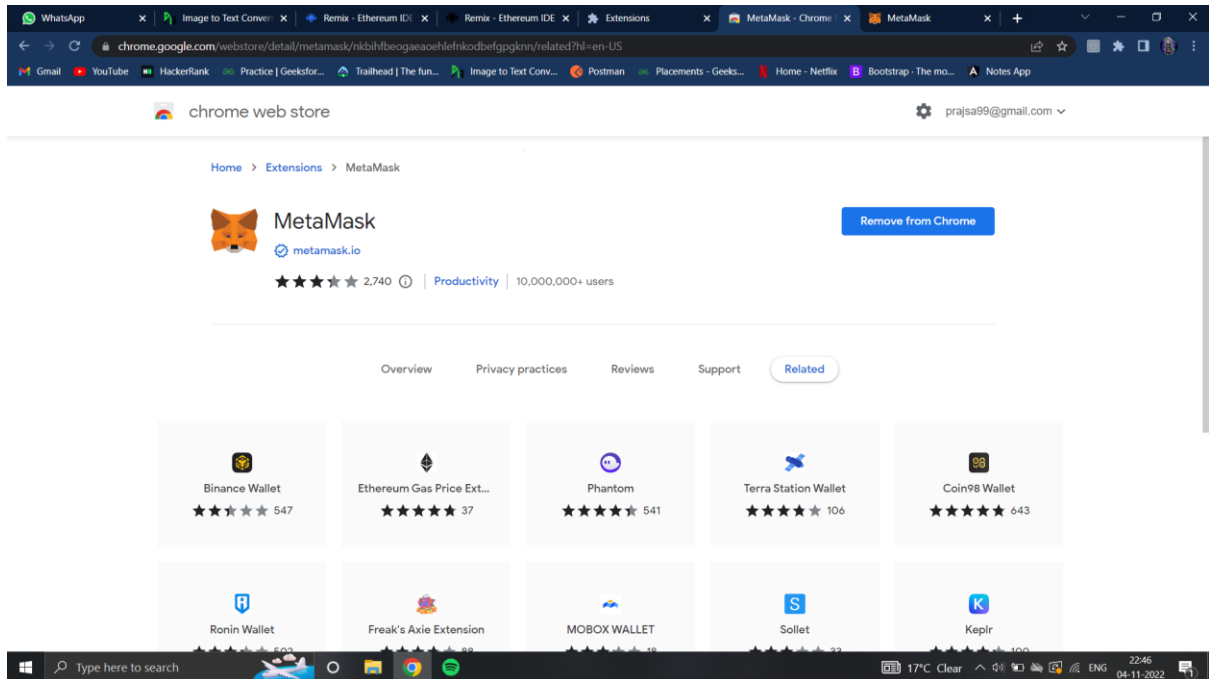 WhatsApp
Image to Text Conver
Remix - Ethereum IDE
Remix - Ethereum IDE
Extensions
MetaMask - Chrome
MetaMask
chrome.google.com/webstore/detail/metamask/nkbihfbeogaeaoehlefnkodbefgpgknn/related?hl=en-US
Gmail
YouTube
HackerRank
Practice | Geeksfor...
Trailhead | The fun...
Image to Text Conv...
Postman
Placements - Geeks...
Home - Netflix
Bootstrap · The mo...
Notes App
chrome web store
prajsa99@gmail.com
Home > Extensions > MetaMask
MetaMask
metamask.io
2,740
Productivity
10,000,000+ users
Remove from Chrome
Overview
Privacy practices
Reviews
Support
Related
Binance Wallet
547
Ethereum Gas Price Ext...
37
Phantom
541
Terra Station Wallet
106
Coin98 Wallet
643
Ronin Wallet
Freak's Axie Extension
MOBOX WALLET
Sollet
Keplr
Type here to search
17°C Clear
ENG
22:46
04-11-2022